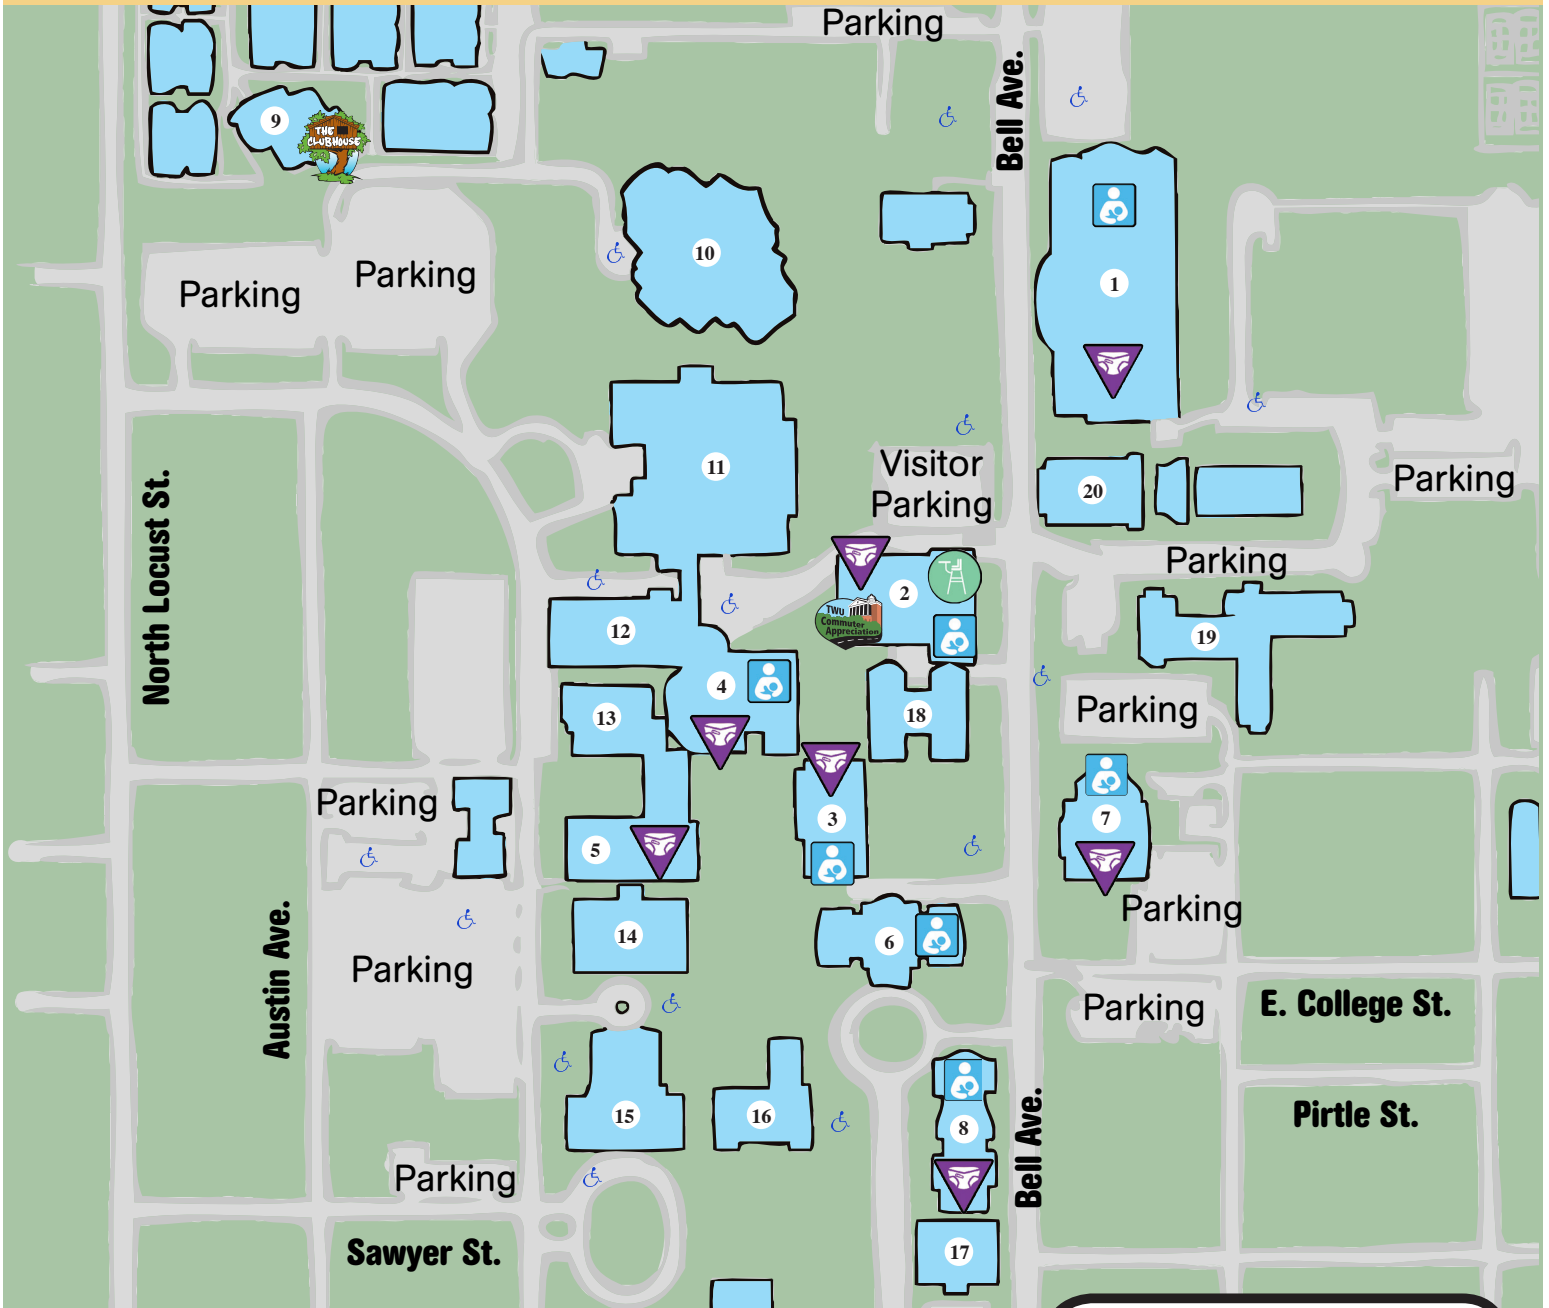 Parking
Bell Ave.
9
THE
CLUBHOUSE
10
1
Parking
Parking
11
Visitor
Parking
20
Parking
North Locust St.
Parking
2
TWU
Commuter
Appreciation
12
19
4
13
18
Parking
Parking
3
7
5
Parking
14
6
Parking
Austin Ave.
Parking
E. College St.
15
16
8
Bell Ave.
Pirtle St.
Parking
Sawyer St.
17